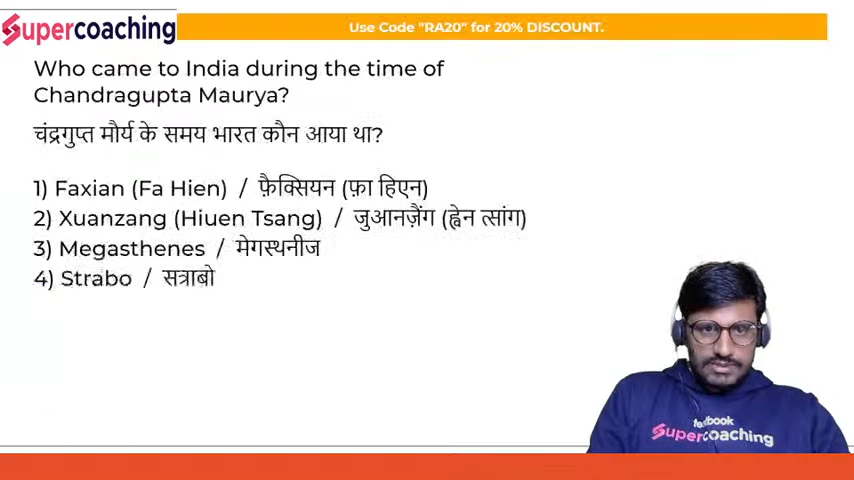 Supercoaching
Use Code "RA20" for 20% DISCOUNT.
Who came to India during the time of
Chandragupta Maurya?
चंद्रगुप्त मौर्य के समय भारत कौन आया था?
1) Faxian (Fa Hien) / फ़ैक्सियन (फ़ा हिएन)
2) Xuanzang (Hiuen Tsang) / जुआनज़ैंग (ह्वेन त्सांग)
3) Megasthenes / मेगस्थनीज
4) Strabo / सत्राबो
testbook
Supercoaching